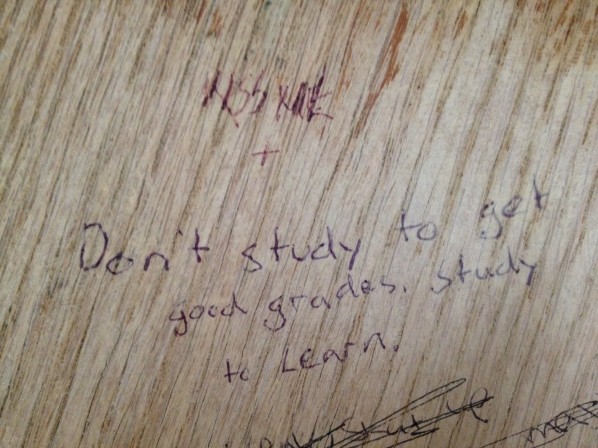 +
Don't study to get
good grades. study
to Learn.